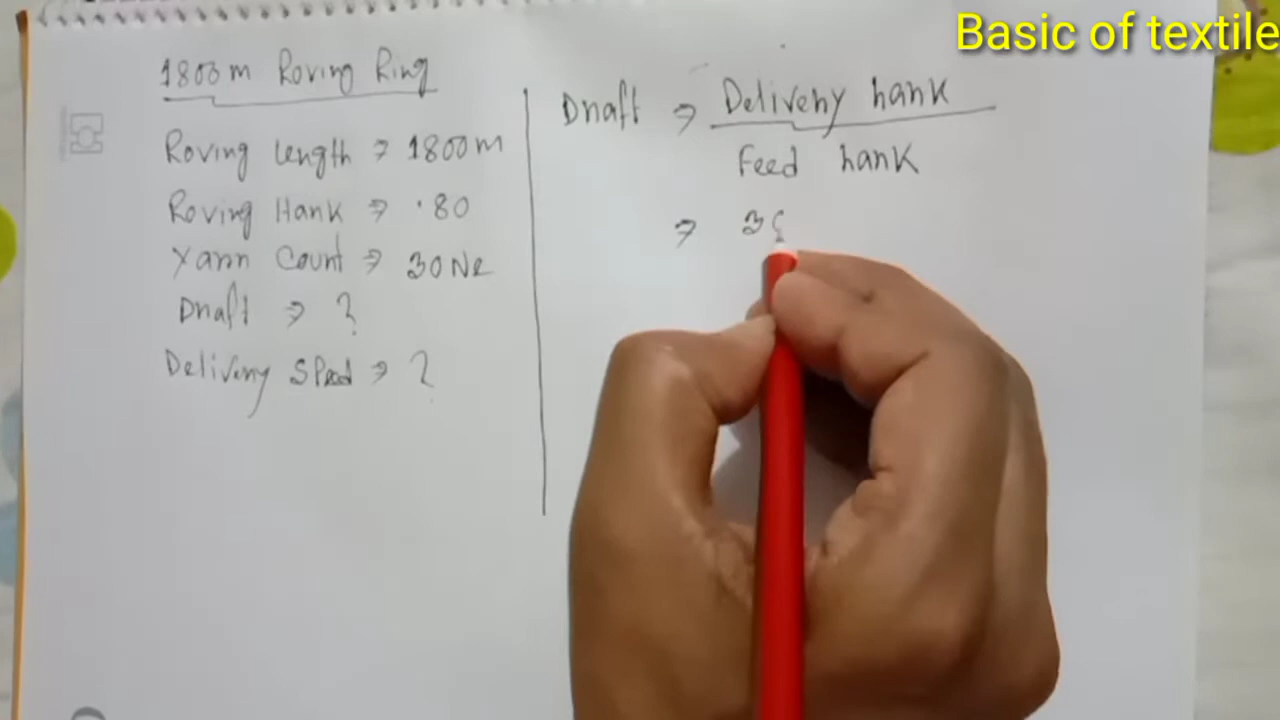 Basic of textile
1800m Roving Ring
Roving Length ⇒ 1800m
Roving Hank ⇒ .80
Yarn Count ⇒ 30Ne
Draft ⇒ ?
Delivery Speed ⇒ ?
Draft ⇒ Delivery hank
Feed hank
⇒ 30